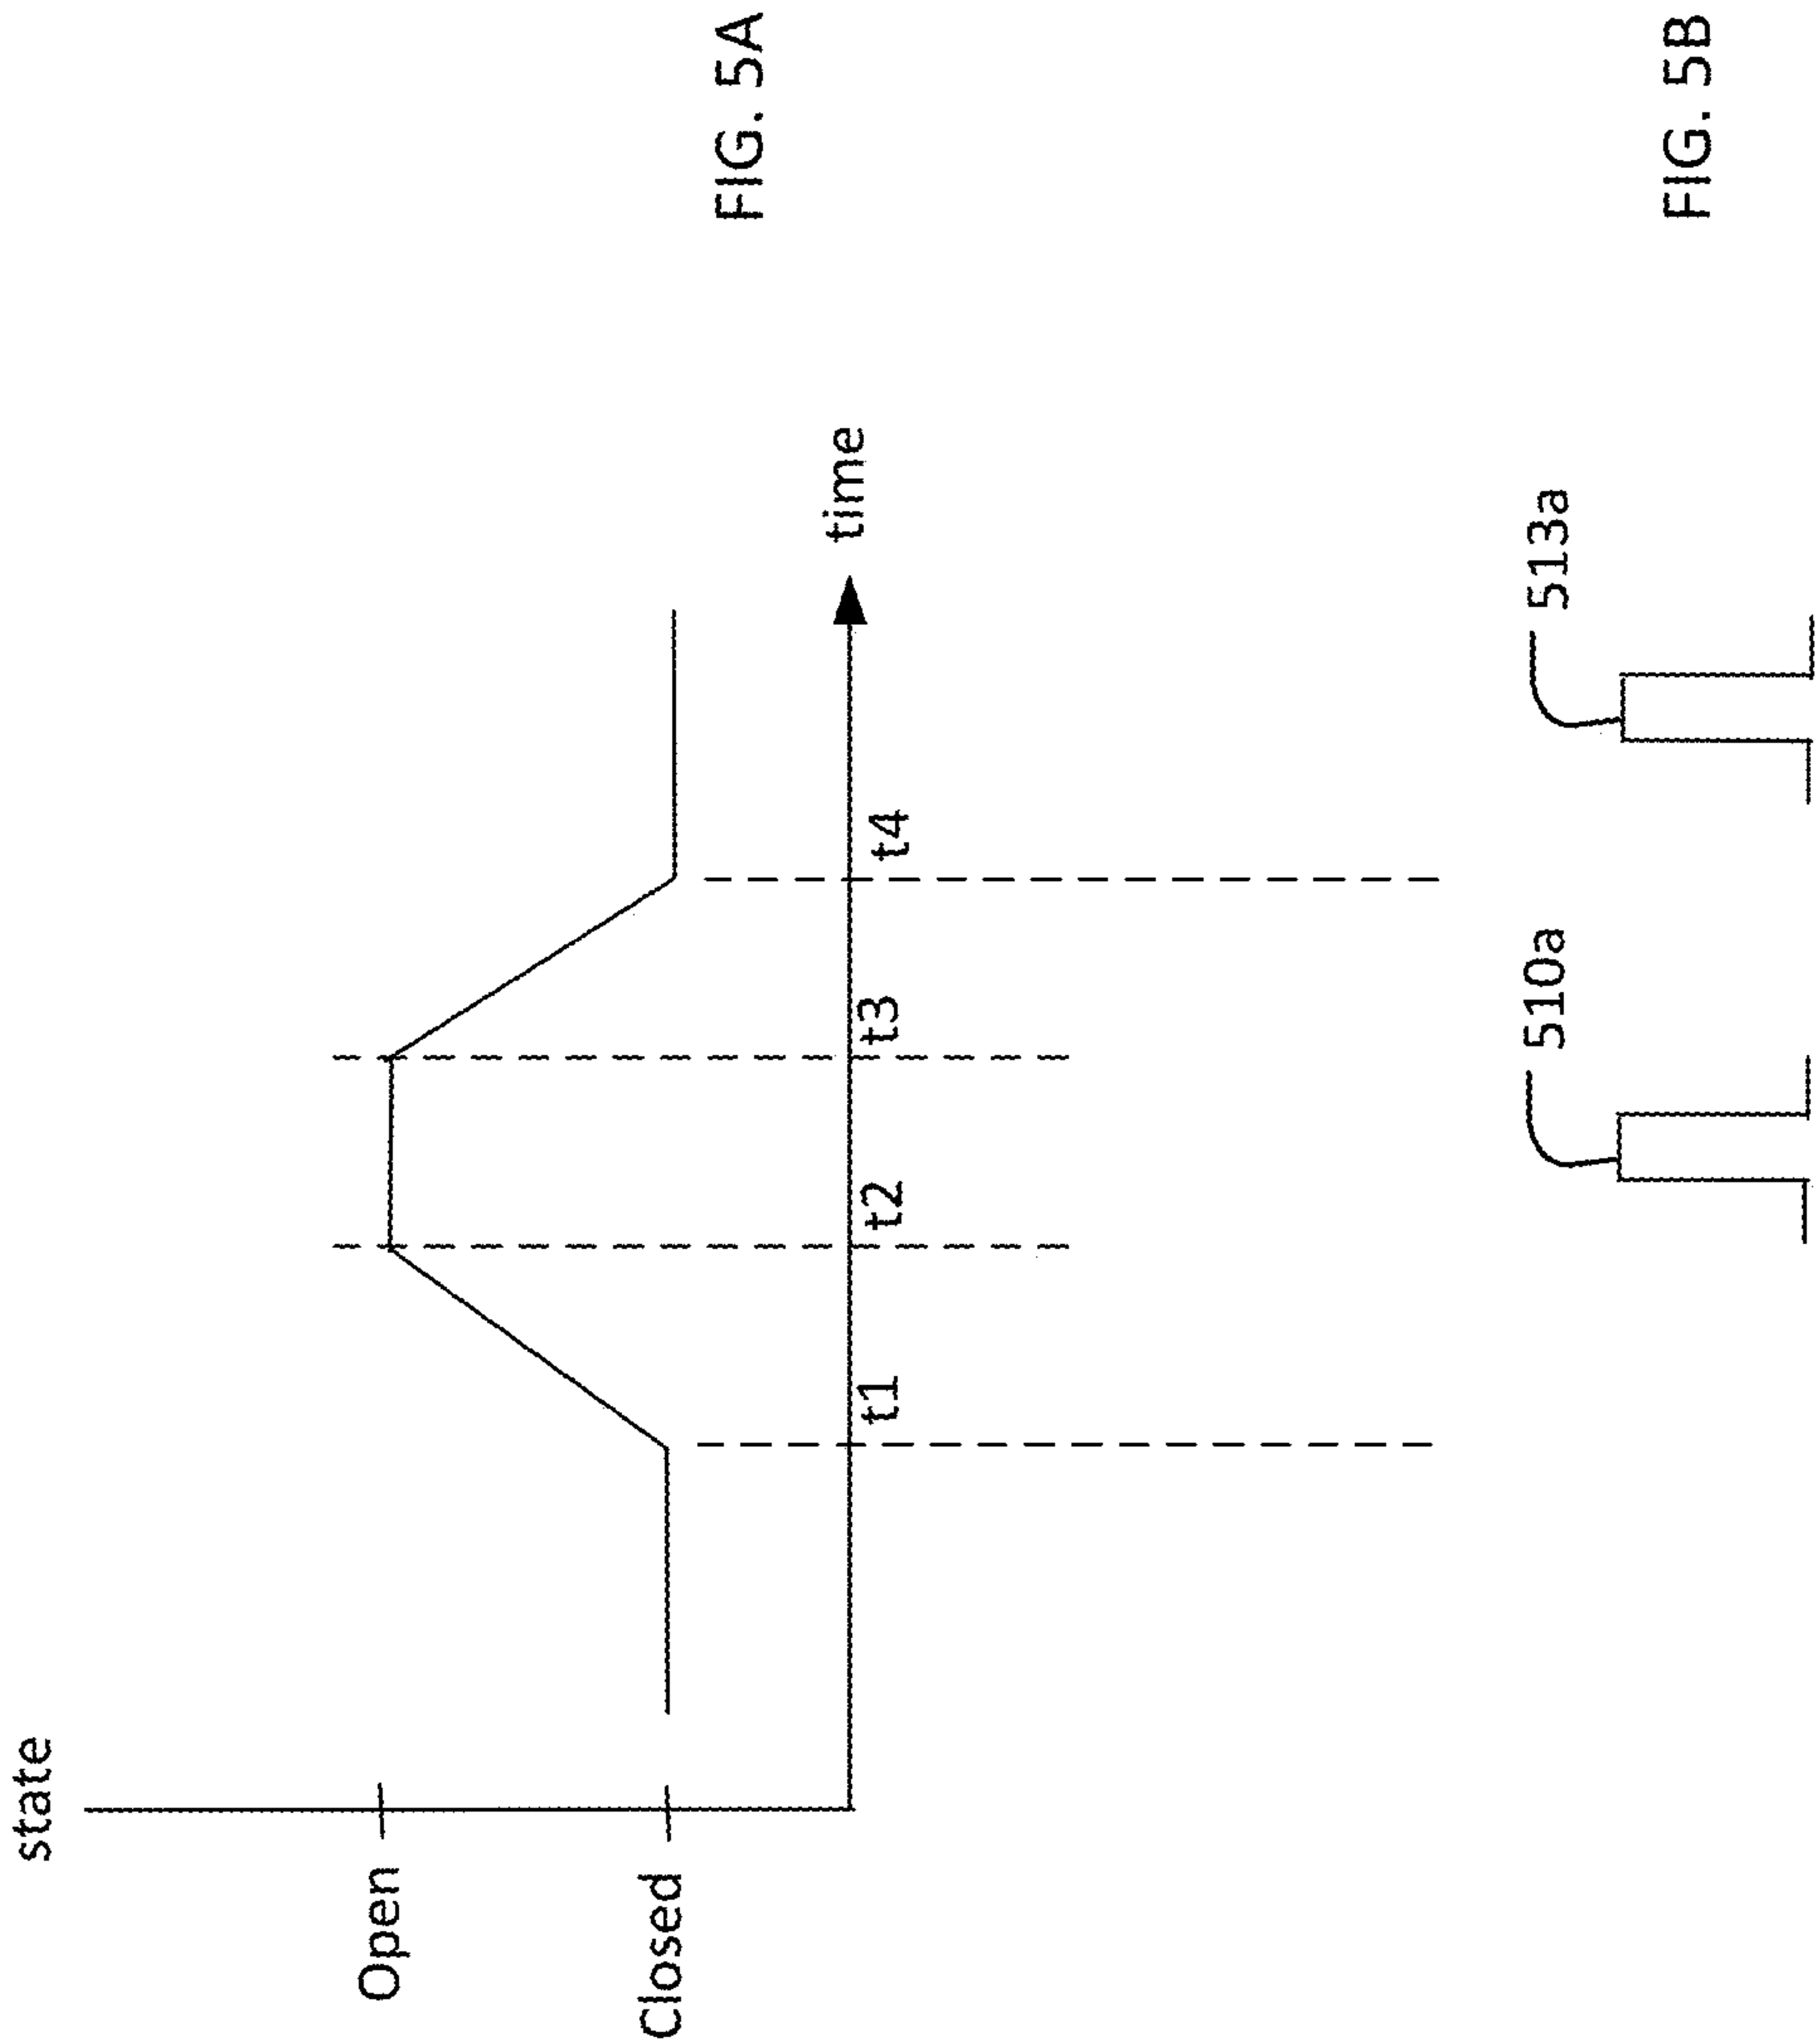 state
Open
Closed
t1
t2
t3
t4
time
FIG. 5A
510a
513a
FIG. 5B